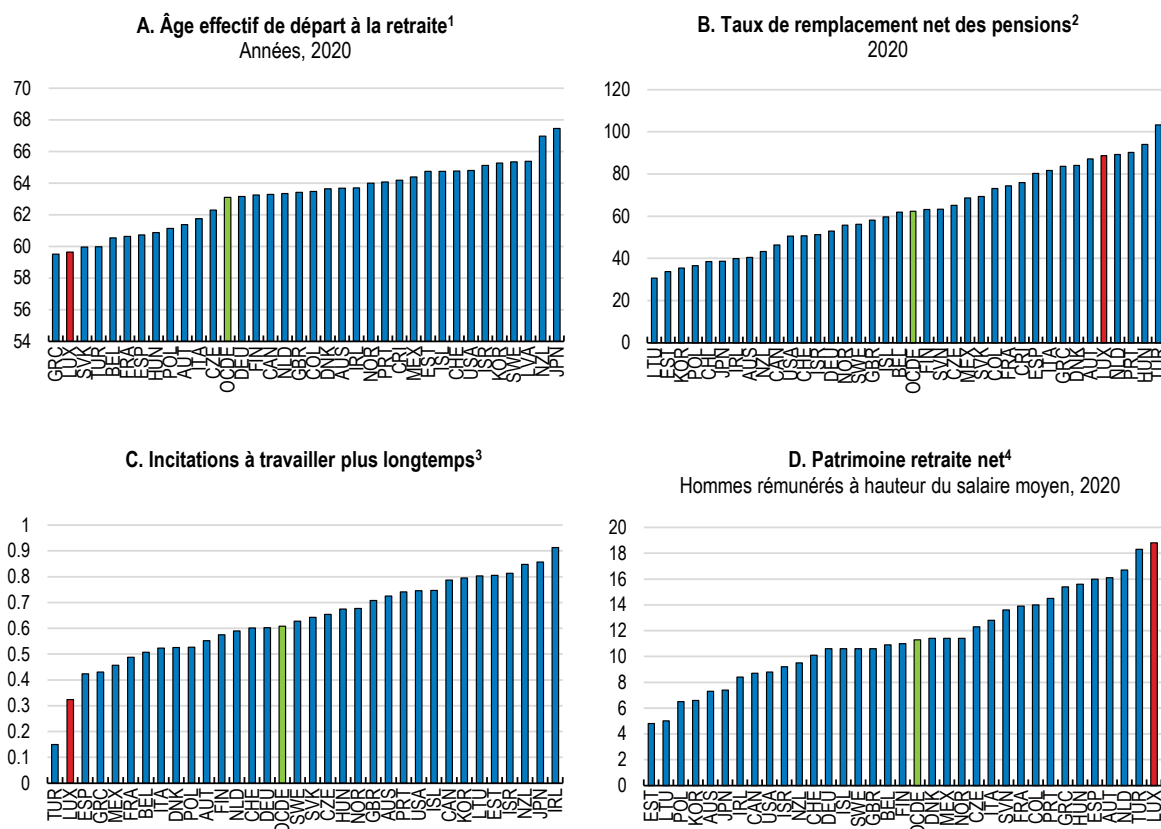 A. Âge effectif de départ à la retraite¹
Années, 2020
70
68
66
64
62
60
58
56
54
GRC
LUX
SVK
TUR
BEL
FRA
ESP
HUN
POL
AUT
ITA
CZE
OCDE
DEU
FIN
CAN
NLD
GBR
COL
DNK
AUS
IRL
NOR
PRT
CRI
MEX
EST
ISL
CHE
USA
ISR
KOR
SWE
LVA
NZL
JPN
B. Taux de remplacement net des pensions²
2020
120
100
80
60
40
20
0
LTU
EST
KOR
POL
CHL
JPN
IRL
AUS
NZL
CAN
USA
CHE
ISR
DEU
NOR
SWE
GBR
ISL
BEL
OCDE
FIN
SVN
CZE
MEX
SVK
COL
FRA
CRI
ESP
ITA
GRC
DNK
AUT
LUX
NLD
PRT
HUN
TUR
C. Incitations à travailler plus longtemps³
1
0.9
0.8
0.7
0.6
0.5
0.4
0.3
0.2
0.1
0
TUR
LUX
ESP
GRC
MEX
FRA
BEL
ITA
DNK
POL
AUT
FIN
NLD
CHE
DEU
OCDE
SWE
SVK
CZE
HUN
NOR
GBR
AUS
PRT
USA
ISL
CAN
KOR
LTU
EST
ISR
NZL
JPN
IRL
D. Patrimoine retraite net⁴
Hommes rémunérés à hauteur du salaire moyen, 2020
20
18
16
14
12
10
8
6
4
2
0
EST
LTU
POL
KOR
AUS
JPN
IRL
CAN
USA
ISR
NZL
CHE
DEU
ISL
SWE
GBR
BEL
FIN
OCDE
DNK
MEX
NOR
CZE
ITA
SVN
FRA
COL
PRT
GRC
HUN
ESP
AUT
NLD
TUR
LUX